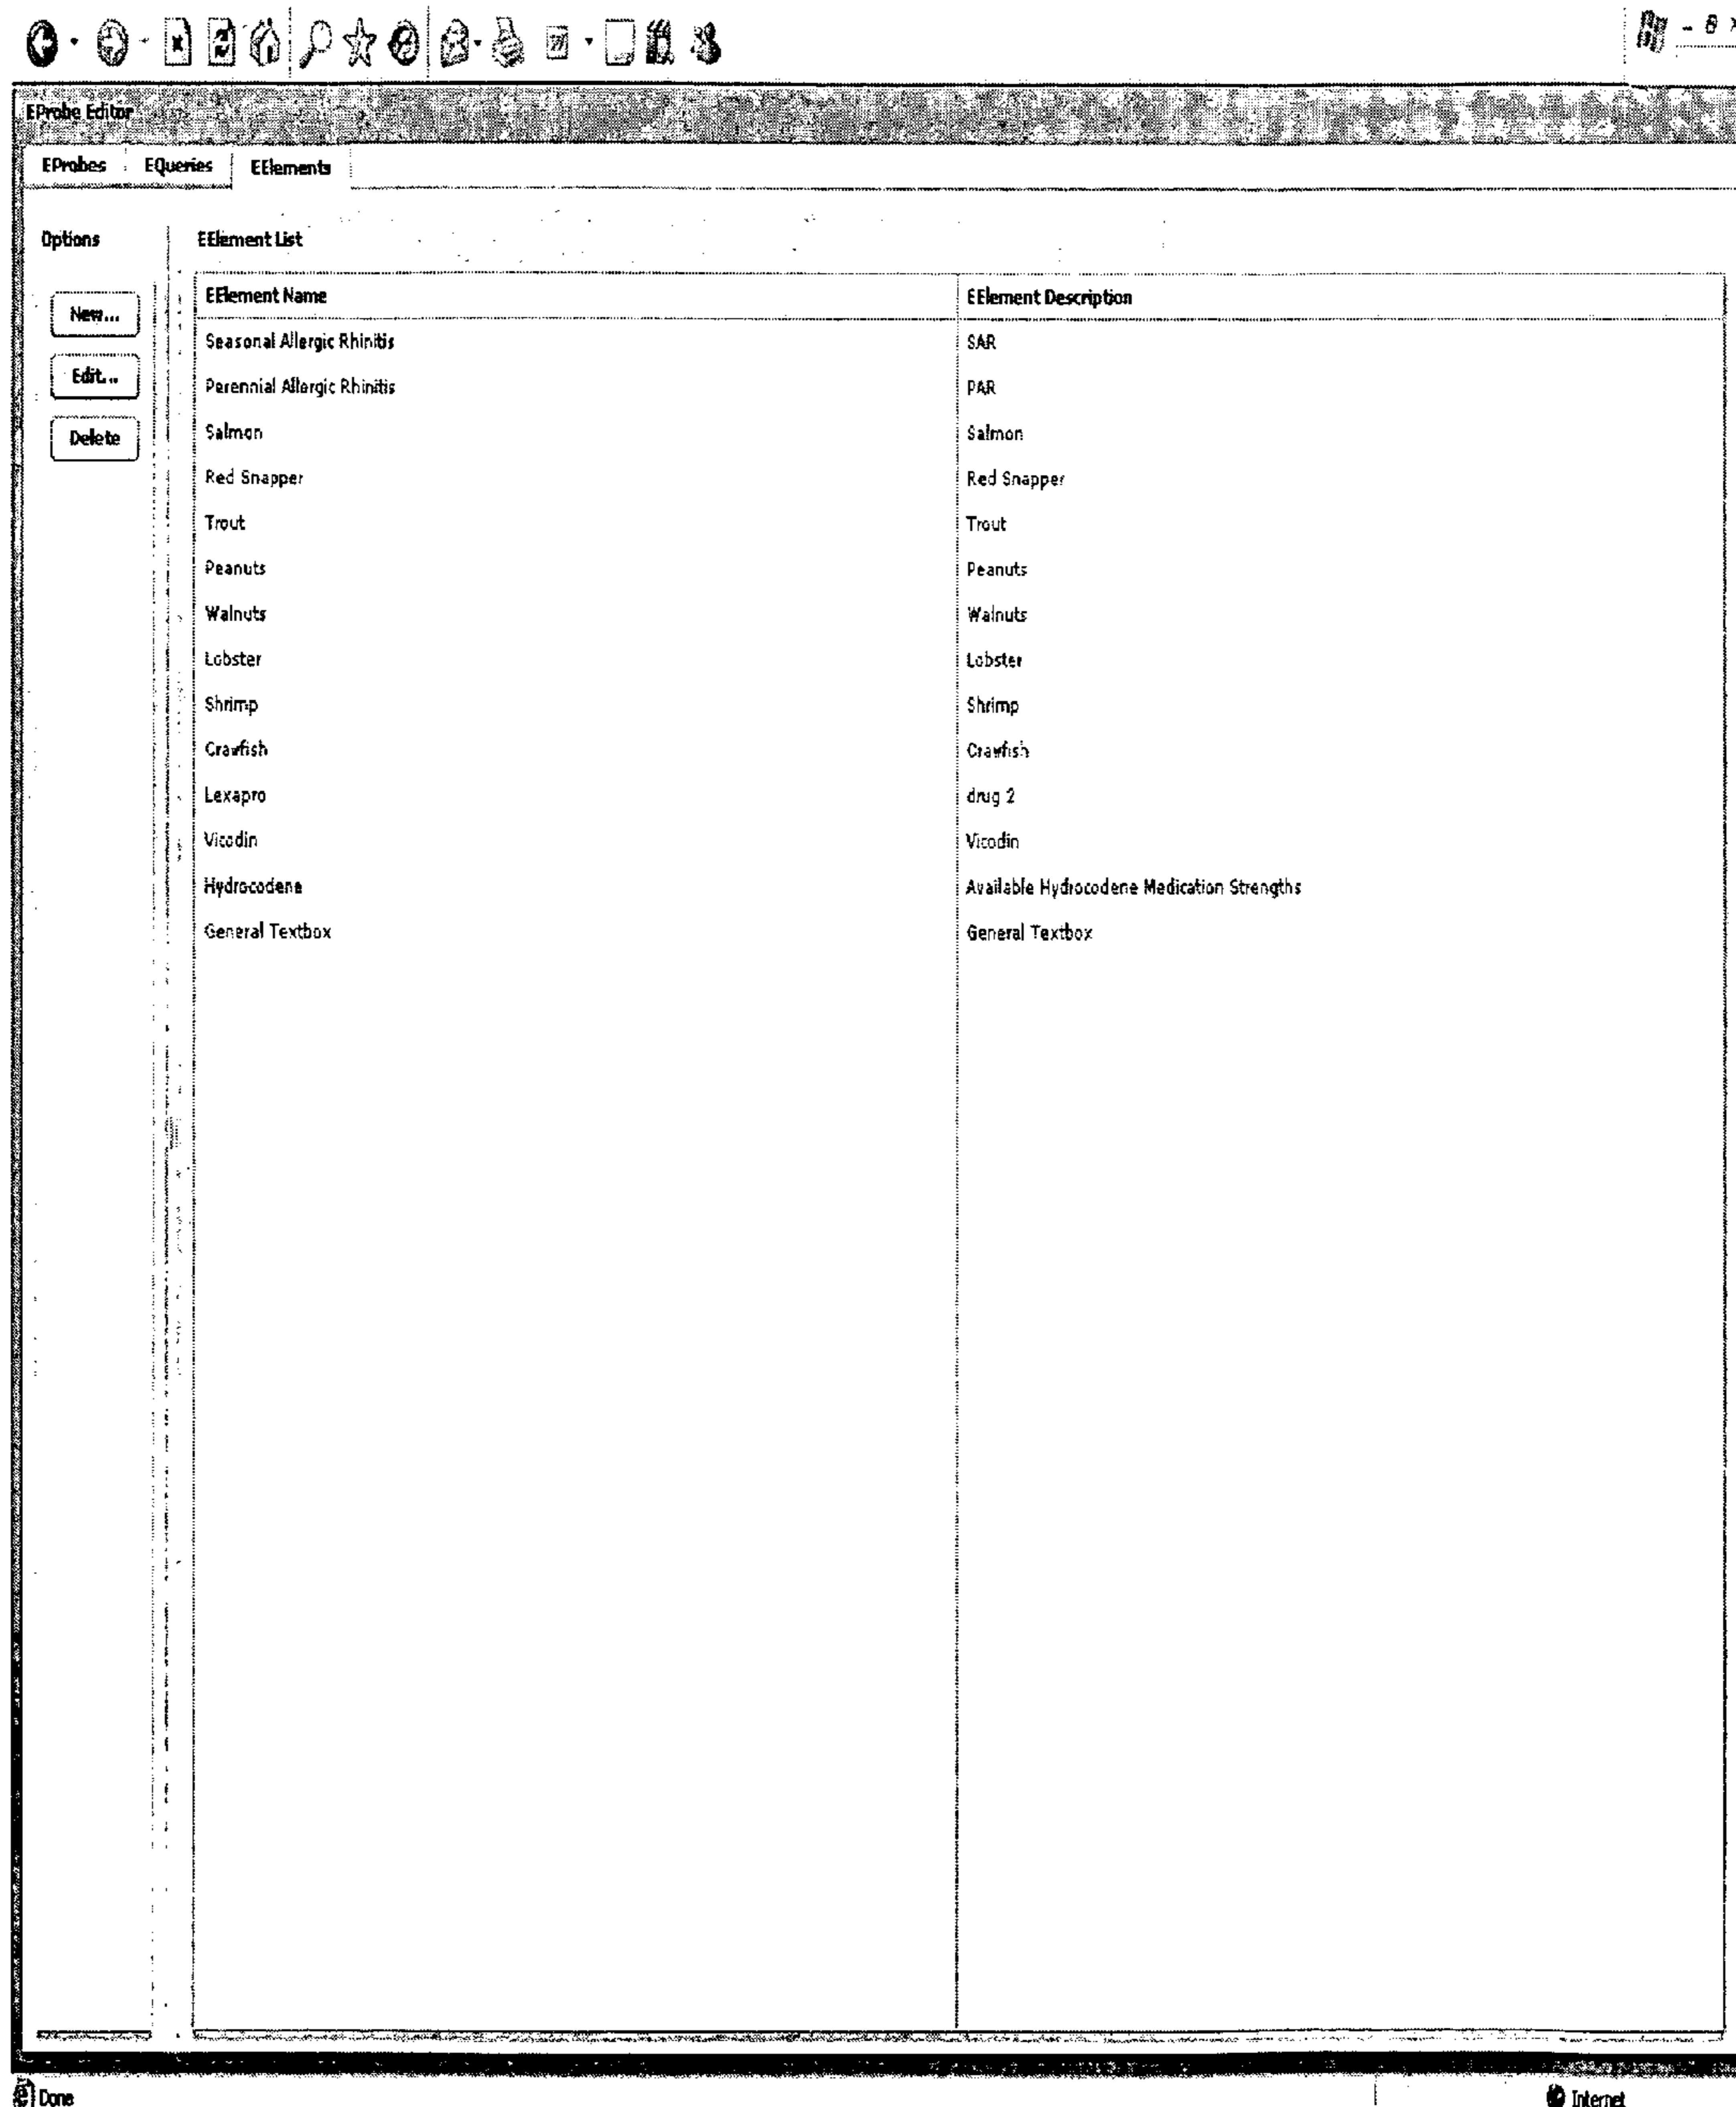 EProbe Editor
EProbes EQueries EElements
Options EElement List
EElement Name EElement Description
New...
Seasonal Allergic Rhinitis SAR
Edit...
Perennial Allergic Rhinitis PAR
Delete
Salmon Salmon
Red Snapper Red Snapper
Trout Trout
Peanuts Peanuts
Walnuts Walnuts
Lobster Lobster
Shrimp Shrimp
Crawfish Crawfish
Lexapro drug 2
Vicodin Vicodin
Hydrocodene Available Hydrocodene Medication Strengths
General Textbox General Textbox
Done Internet